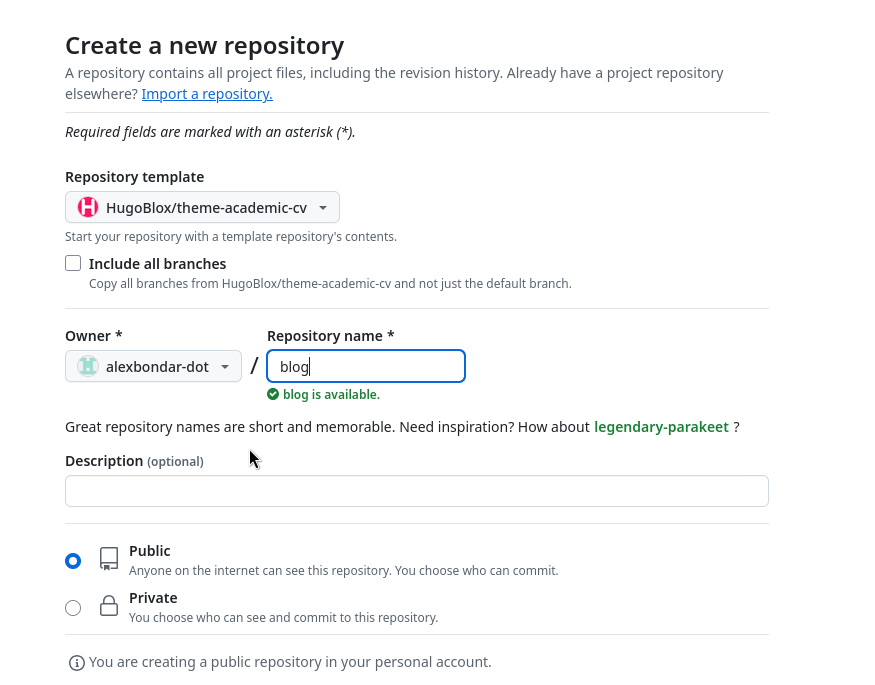 Create a new repository
A repository contains all project files, including the revision history. Already have a project repository
elsewhere? Import a repository.
Required fields are marked with an asterisk (*).
Repository template
HugoBlox/theme-academic-cv
Start your repository with a template repository's contents.
Include all branches
Copy all branches from HugoBlox/theme-academic-cv and not just the default branch.
Owner *
Repository name *
alexbondar-dot
/
blog
blog is available.
Great repository names are short and memorable. Need inspiration? How about legendary-parakeet ?
Description (optional)
Public
Anyone on the internet can see this repository. You choose who can commit.
Private
You choose who can see and commit to this repository.
You are creating a public repository in your personal account.